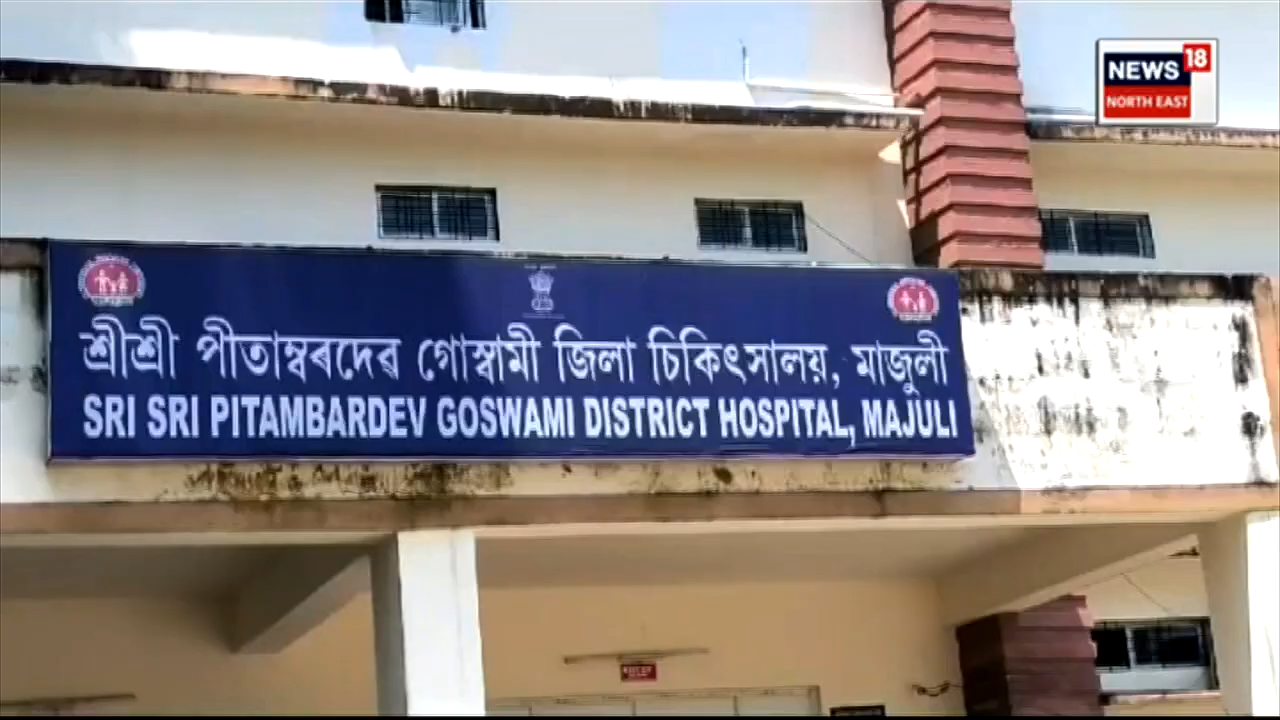 NEWS 18
NORTH EAST
শ্ৰীশ্ৰী পীতাম্বৰদেৱ গোস্বামী জিলা চিকিৎসালয়, মাজুলী
SRI SRI PITAMBARDEV GOSWAMI DISTRICT HOSPITAL, MAJULI